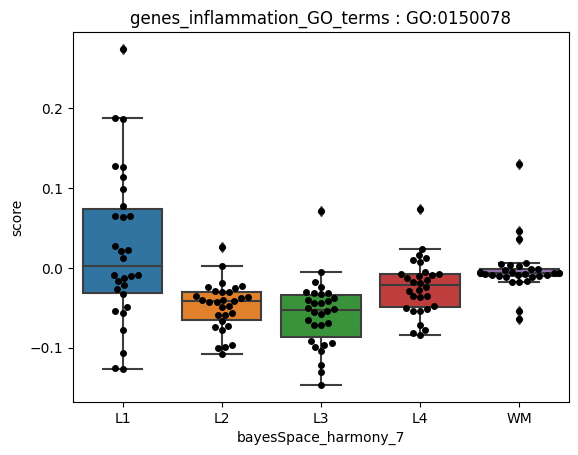 genes_inflammation_GO_terms : GO:0150078
score
0.2
0.1
0.0
−0.1
L1 L2 L3 L4 WM
bayesSpace_harmony_7